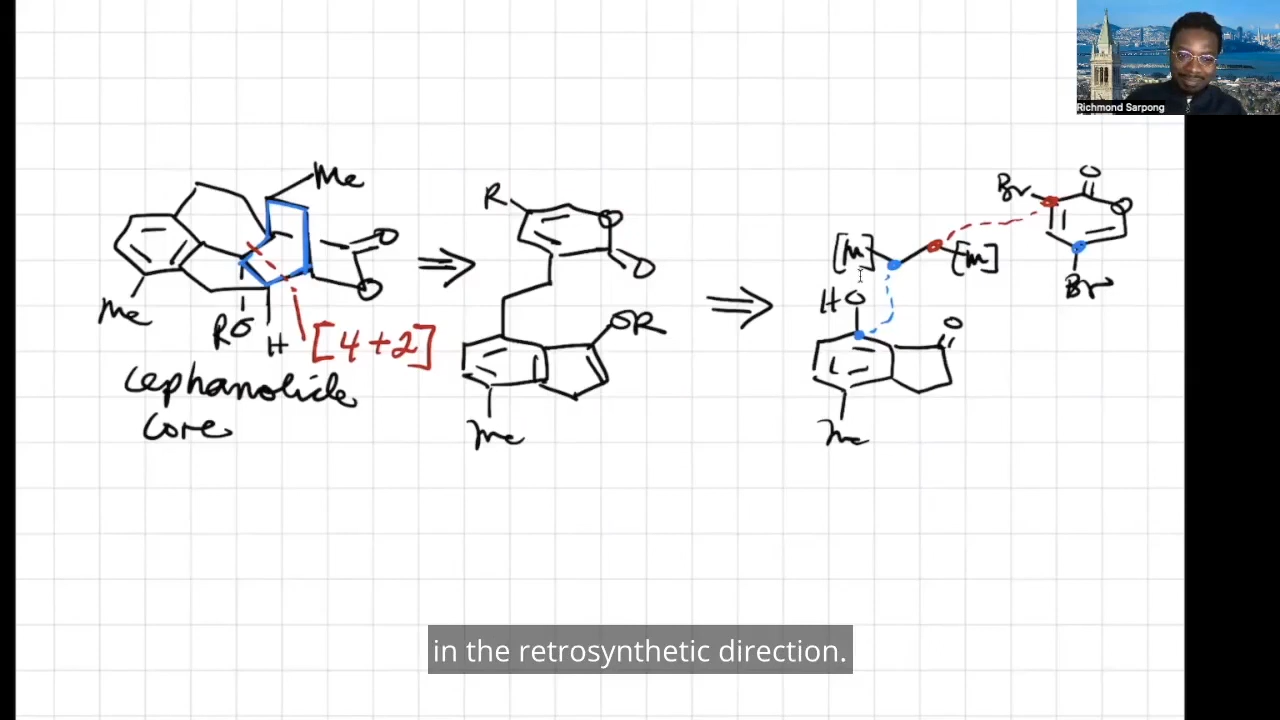 Richmond Sarpong
Me
O
O
Me
RO
H
[4+2]
cephanolide
core
R
O
O
OR
Me
[M]
[M]
HO
O
Me
Br
O
O
Br
in the retrosynthetic direction.